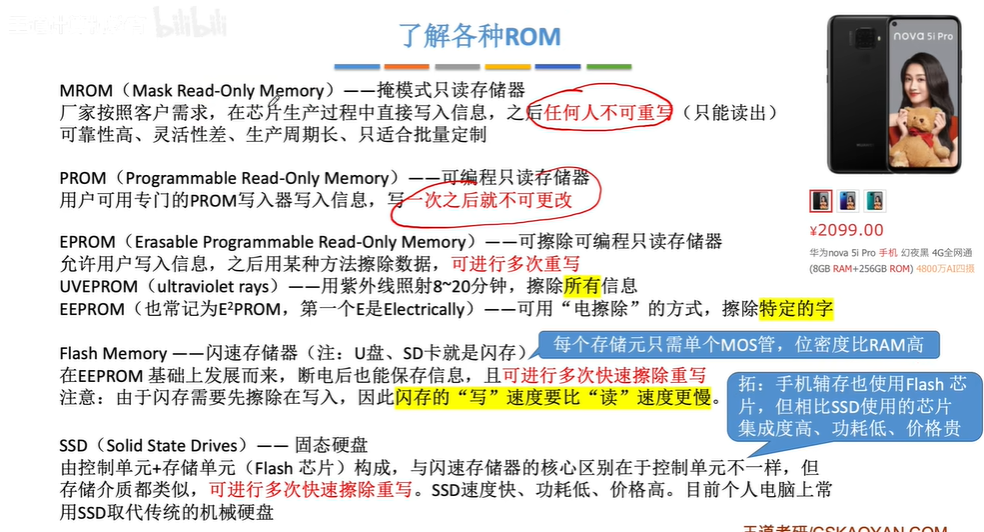 bilibili
了解各种ROM
MROM（Mask Read-Only Memory）——掩模式只读存储器
厂家按照客户需求，在芯片生产过程中直接写入信息，之后任何人不可重写（只能读出）
可靠性高、灵活性差、生产周期长、只适合批量定制
PROM（Programmable Read-Only Memory）——可编程只读存储器
用户可用专门的PROM写入器写入信息，写一次之后就不可更改
EPROM（Erasable Programmable Read-Only Memory）——可擦除可编程只读存储器
允许用户写入信息，之后用某种方法擦除数据，可进行多次重写
UVEPROM（ultraviolet rays）——用紫外线照射8~20分钟，擦除所有信息
EEPROM（也常记为E²PROM，第一个E是Electrically）——可用“电擦除”的方式，擦除特定的字
Flash Memory ——闪速存储器（注：U盘、SD卡就是闪存）
每个存储元只需单个MOS管，位密度比RAM高
在EEPROM 基础上发展而来，断电后也能保存信息，且可进行多次快速擦除重写
注意：由于闪存需要先擦除在写入，因此闪存的“写”速度要比“读”速度更慢。
拓：手机辅存也使用Flash 芯
片，但相比SSD使用的芯片
集成度高、功耗低、价格贵
SSD（Solid State Drives）—— 固态硬盘
由控制单元+存储单元（Flash 芯片）构成，与闪速存储器的核心区别在于控制单元不一样，但
存储介质都类似，可进行多次快速擦除重写。SSD速度快、功耗低、价格高。目前个人电脑上常
用SSD取代传统的机械硬盘
nova 5i Pro
HUAWEI
¥2099.00
华为nova 5i Pro 手机 幻夜黑 4G全网通
(8GB RAM+256GB ROM) 4800万AI四摄
王道考研/CSKAOYAN.COM